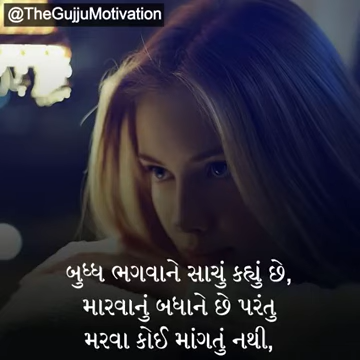 @TheGujjuMotivation
બુધ્ધ ભગવાને સાચું કહ્યું છે,
મારવાનું બધાને છે પરંતુ
મરવા કોઈ માંગતું નથી,